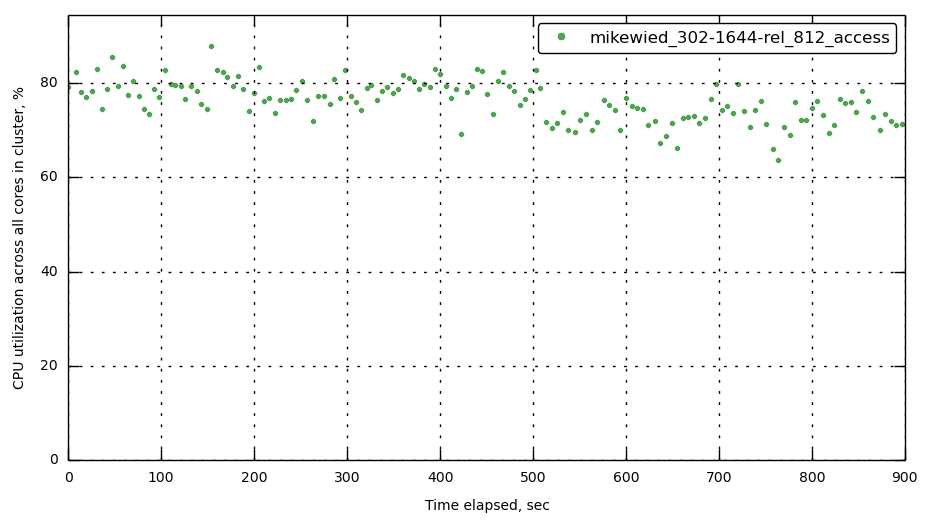 mikewied_302-1644-rel_812_access
CPU utilization across all cores in cluster, %
80
60
40
20
0
0 100 200 300 400 500 600 700 800 900
Time elapsed, sec